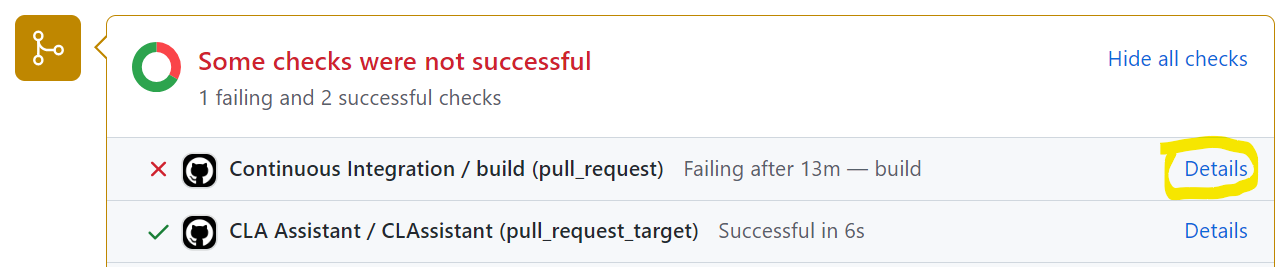 Some checks were not successful
Hide all checks
1 failing and 2 successful checks
Continuous Integration / build (pull_request) Failing after 13m — build Details
CLA Assistant / CLAssistant (pull_request_target) Successful in 6s Details